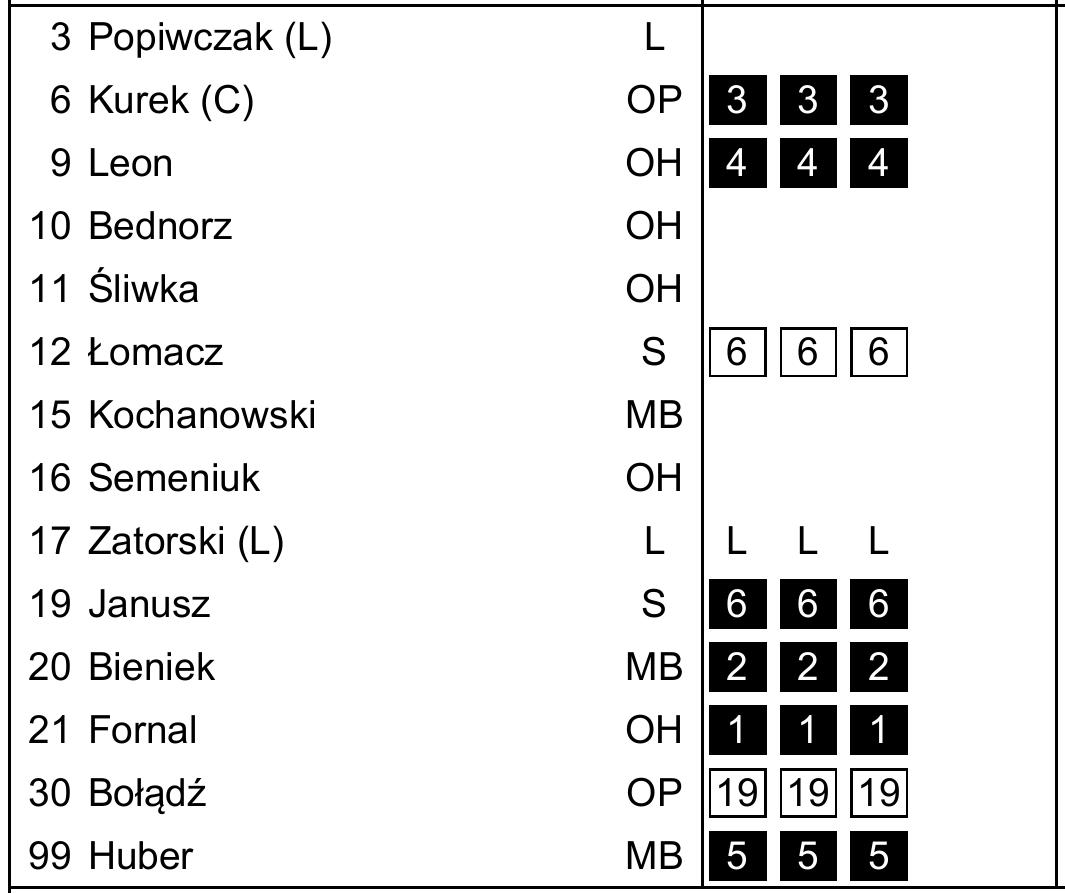 3 Popiwczak (L) L
6 Kurek (C) OP 3 3 3
9 Leon OH 4 4 4
10 Bednorz OH
11 Śliwka OH
12 Łomacz S 6 6 6
15 Kochanowski MB
16 Semeniuk OH
17 Zatorski (L) L L L L
19 Janusz S 6 6 6
20 Bieniek MB 2 2 2
21 Fornal OH 1 1 1
30 Bołądź OP 19 19 19
99 Huber MB 5 5 5